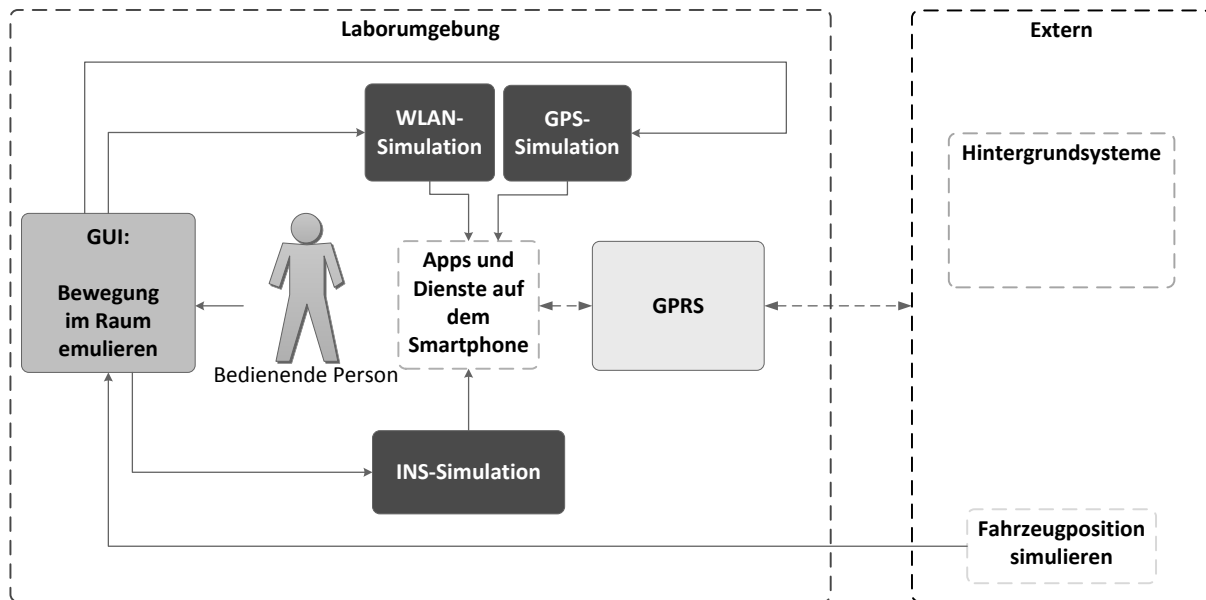 Laborumgebung
Extern
WLAN-
Simulation
GPS-
Simulation
Hintergrundsysteme
GUI:
Bewegung
im Raum
emulieren
Bedienende Person
Apps und
Dienste auf
dem
Smartphone
GPRS
INS-Simulation
Fahrzeugposition
simulieren